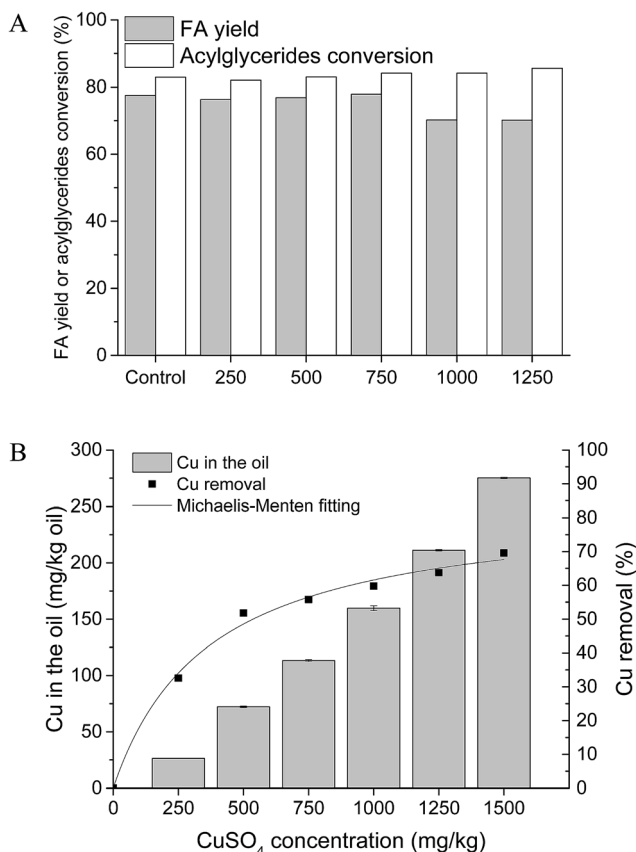 A
FA yield or acylglycerides conversion (%)
100
80
60
40
20
0
FA yield
Acylglycerides conversion
Control 250 500 750 1000 1250
B
Cu in the oil (mg/kg oil)
300
250
200
150
100
50
0
Cu in the oil
Cu removal
Michaelis-Menten fitting
100
90
80
70
60
50
40
30
20
10
0
Cu removal (%)
0 250 500 750 1000 1250 1500
CuSO4 concentration (mg/kg)